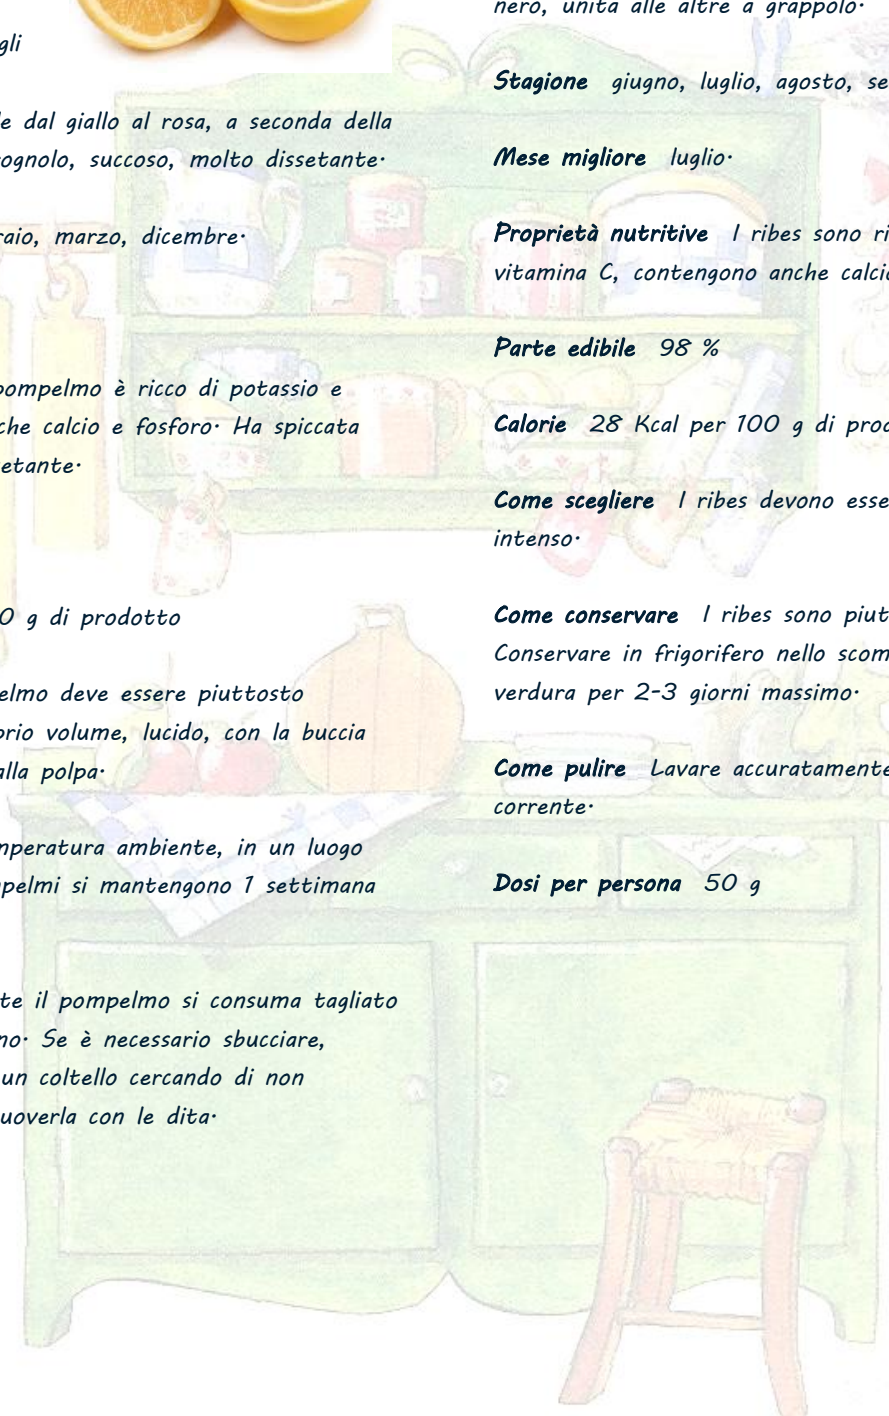 gli
e dal giallo al rosa, a seconda della
ognolo, succoso, molto dissetante.
raio, marzo, dicembre.
pompelmo è ricco di potassio e
che calcio e fosforo. Ha spiccata
etante.
0 g di prodotto
elmo deve essere piuttosto
prio volume, lucido, con la buccia
alla polpa.
mperatura ambiente, in un luogo
pelmi si mantengono 1 settimana
te il pompelmo si consuma tagliato
no. Se è necessario sbucciare,
un coltello cercando di non
uoverla con le dita.
nero, unita alle altre a grappolo.
Stagione giugno, luglio, agosto, se
Mese migliore luglio.
Proprietà nutritive I ribes sono ri
vitamina C, contengono anche calci
Parte edibile 98 %
Calorie 28 Kcal per 100 g di prod
Come scegliere I ribes devono esse
intenso.
Come conservare I ribes sono piut
Conservare in frigorifero nello scom
verdura per 2-3 giorni massimo.
Come pulire Lavare accuratamente
corrente.
Dosi per persona 50 g